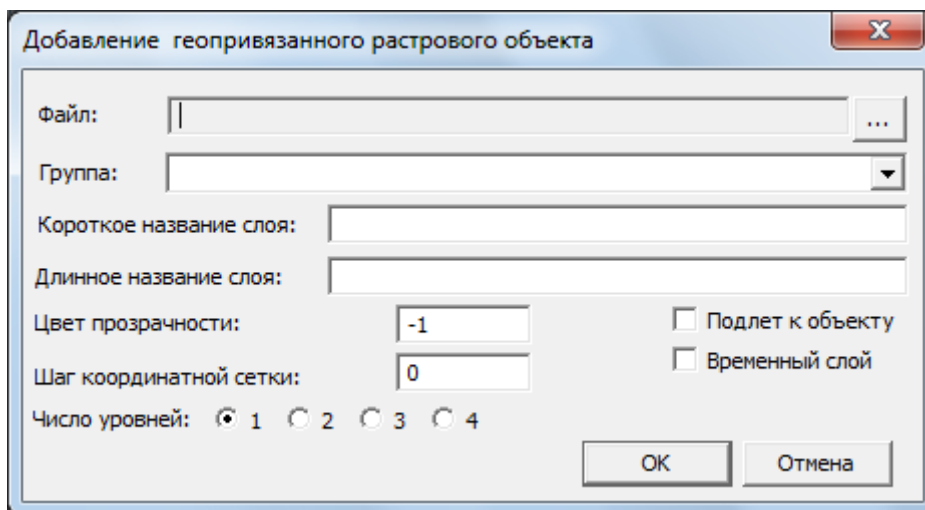 Добавление геопривязанного растрового объекта
Файл: ...
Группа:
Короткое название слоя:
Длинное название слоя:
Цвет прозрачности: -1 Подлет к объекту
Шаг координатной сетки: 0 Временный слой
Число уровней: 1 2 3 4
OK Отмена